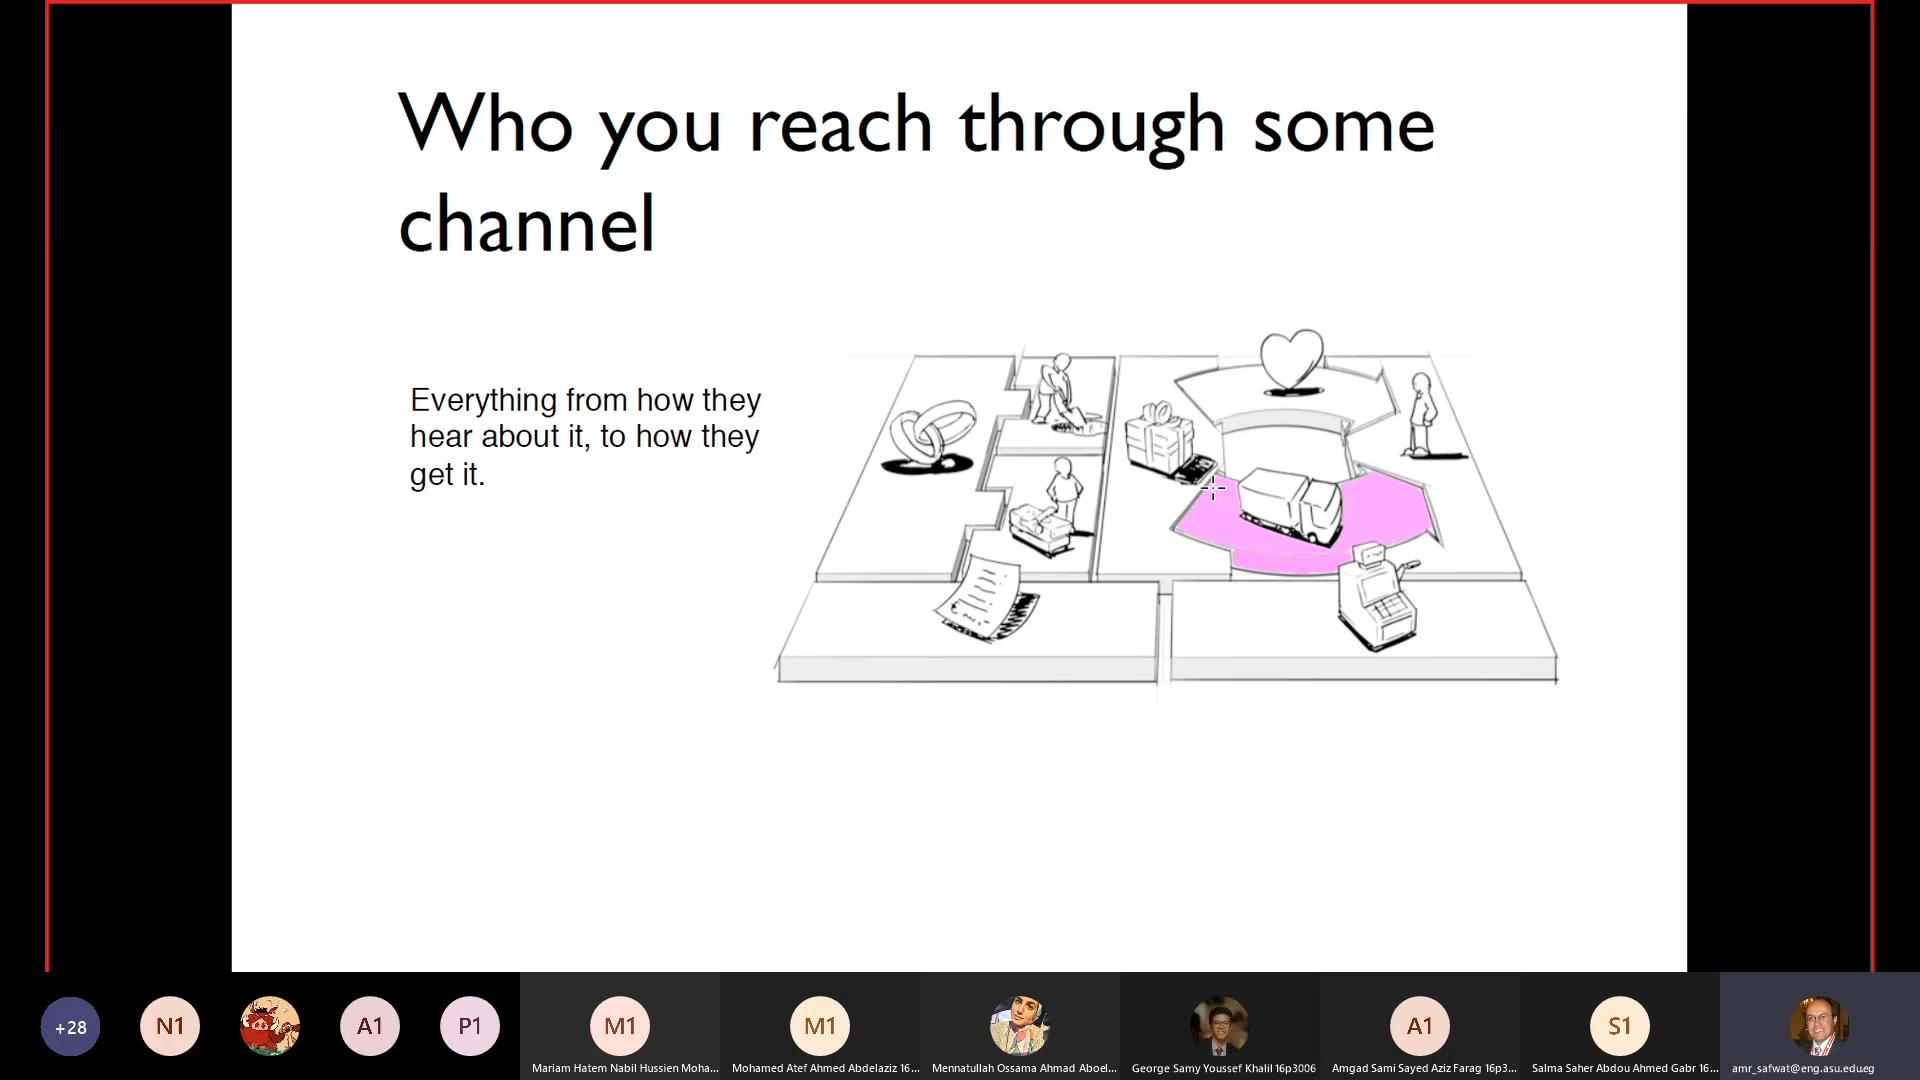 Who you reach through some
channel
Everything from how they
hear about it, to how they
get it.
+28
N1
A1
P1
M1
M1
A1
S1
Mariam Hatem Nabil Hussien Moha...
Mohamed Atef Ahmed Abdelaziz 16...
Mennatullah Ossama Ahmad Aboel...
George Samy Youssef Khalil 16p3006
Amgad Sami Sayed Aziz Farag 16p3...
Salma Saher Abdou Ahmed Gabr 16...
amr_safwat@eng.asu.edu.eg